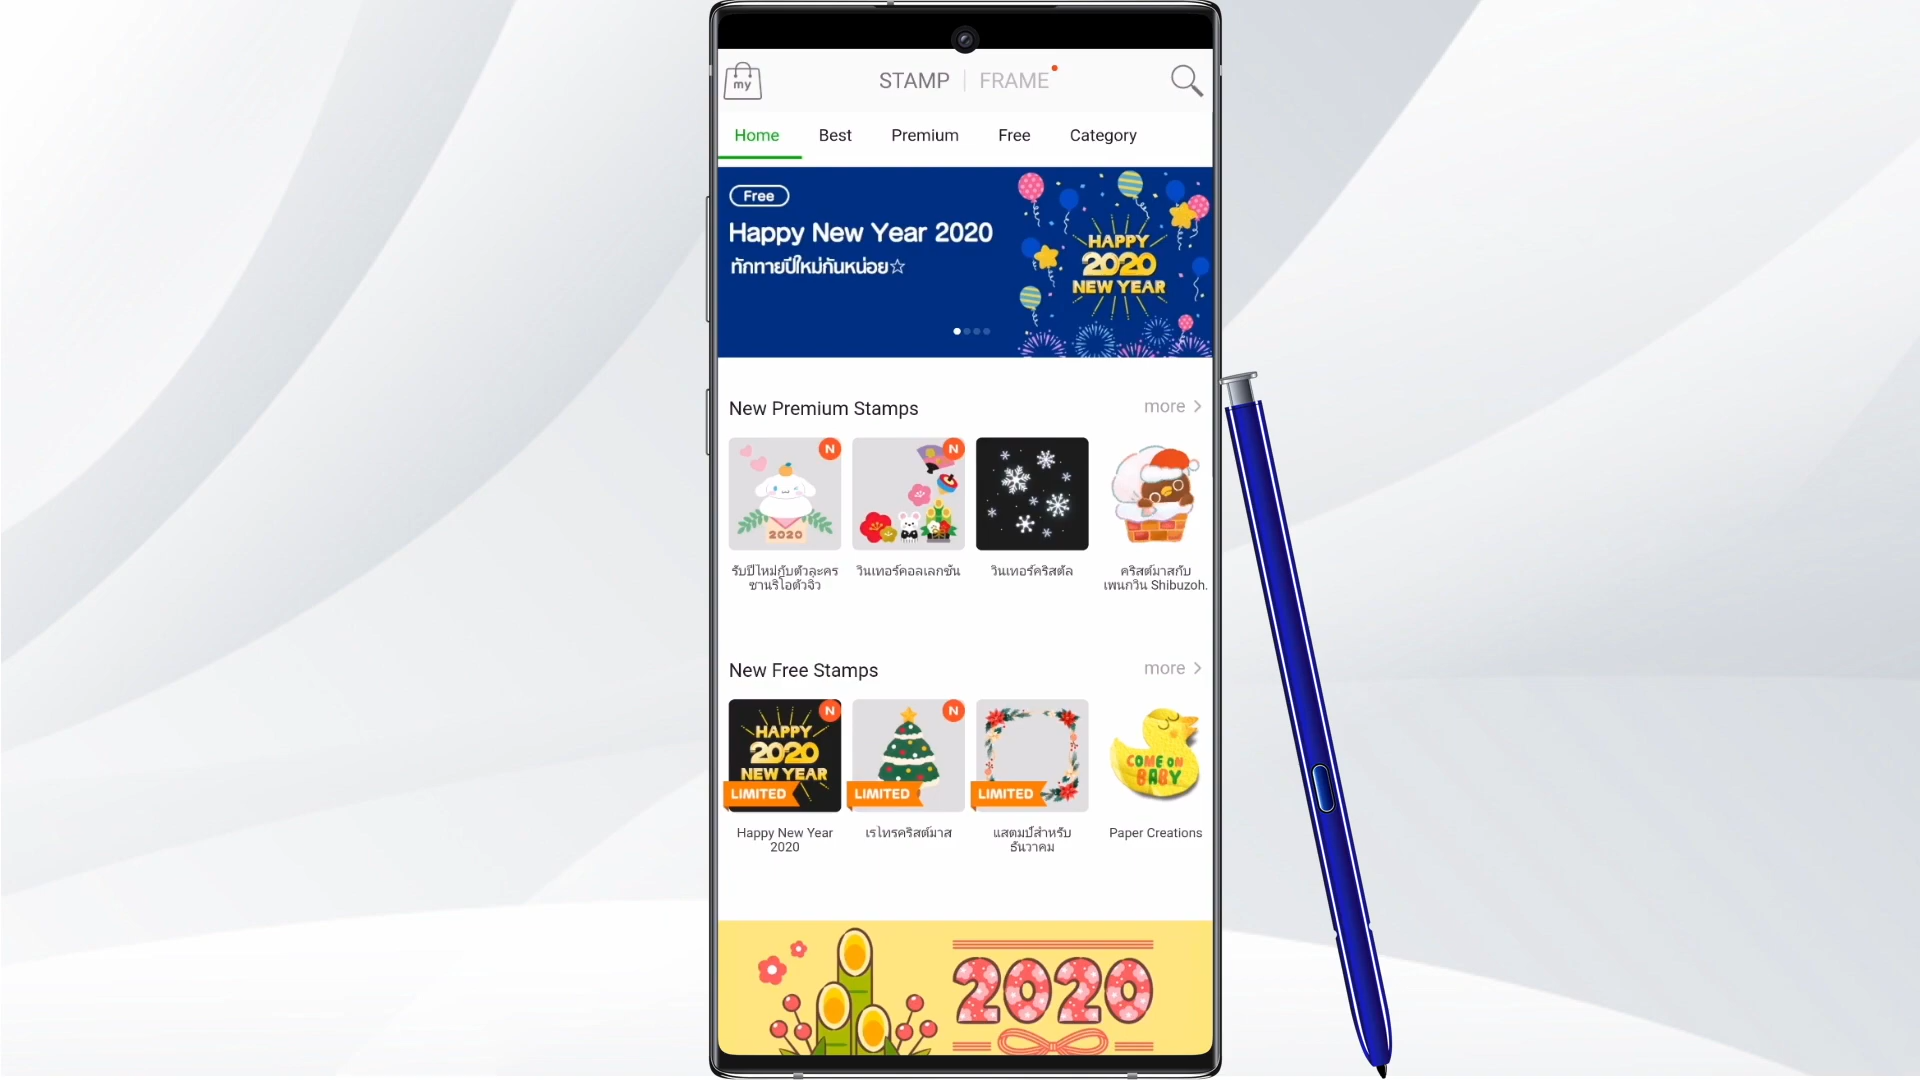 my
STAMP
FRAME
Home
Best
Premium
Free
Category
Free
Happy New Year 2020
ทักทายปีใหม่กันหน่อย☆
HAPPY
2020
NEW YEAR
New Premium Stamps
more
N
2020
N
รับปีใหม่กับตัวละคร
ซานริโอตัวจิ๋ว
วินเทอร์คอลเลกชั่น
วินเทอร์คริสตัล
คริสต์มาสกับ
เพนกวิน Shibuzoh.
New Free Stamps
more
N
HAPPY
2020
NEW YEAR
LIMITED
N
LIMITED
LIMITED
COME ON
BABY
Happy New Year
2020
เรโทรคริสต์มาส
แสตมป์สำหรับ
ธันวาคม
Paper Creations
2020